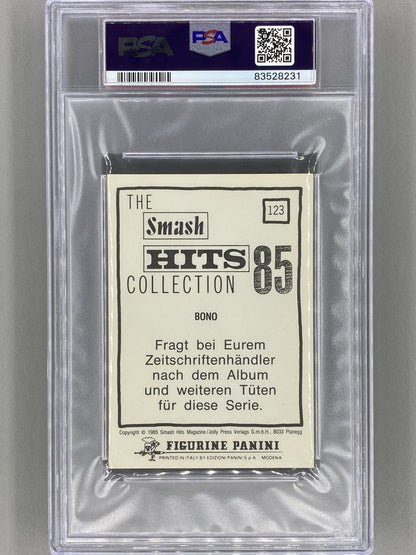 PSA
PSA
83528231
THE
Smash
123
HITS 85
COLLECTION
BONO
Fragt bei Eurem
Zeitschriftenhändler
nach dem Album
und weiteren Tüten
für diese Serie.
Copyright © 1985 Smash Hits Magazine/Jolly Press Verlags G.m.b.H., 8033 Planegg
FIGURINE PANINI
PRINTED IN ITALY BY EDIZIONI PANINI S.p.A. MODENA